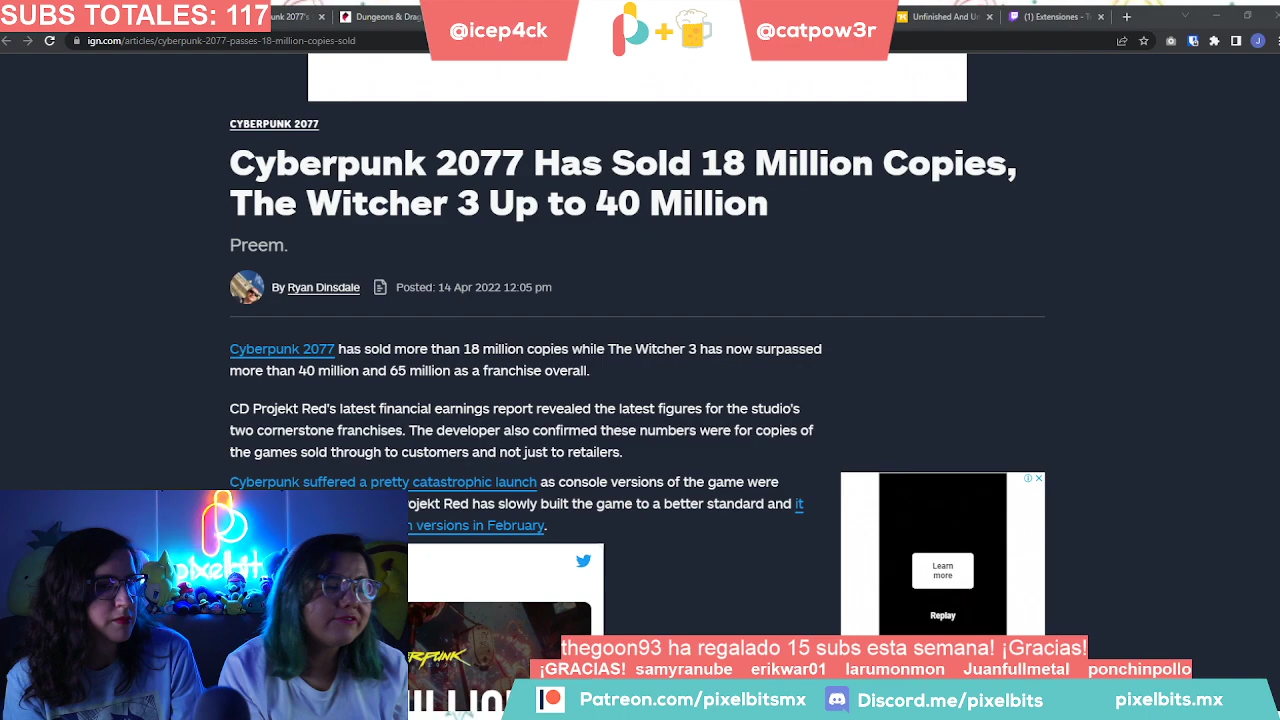 SUBS TOTALES: 117
2077's
Dungeons & Drag
@icep4ck
@catpow3r
Unfinished And U
(1) Extensiones - T
ign.com/articles/cyberpunk-2077-passes-18-million-copies-sold
J
CYBERPUNK 2077
Cyberpunk 2077 Has Sold 18 Million Copies,
The Witcher 3 Up to 40 Million
Preem.
By Ryan Dinsdale
Posted: 14 Apr 2022 12:05 pm
Cyberpunk 2077 has sold more than 18 million copies while The Witcher 3 has now surpassed
more than 40 million and 65 million as a franchise overall.
CD Projekt Red's latest financial earnings report revealed the latest figures for the studio's
two cornerstone franchises. The developer also confirmed these numbers were for copies of
the games sold through to customers and not just to retailers.
Cyberpunk suffered a pretty catastrophic launch as console versions of the game were
ojekt Red has slowly built the game to a better standard and it
n versions in February.
Learn
more
Replay
pixelbit
thegoon93 ha regalado 15 subs esta semana! ¡Gracias!
¡GRACIAS! samyranube erikwar01 larumonmon Juanfullmetal ponchinpollo
Patreon.com/pixelbitsmx
Discord.me/pixelbits
pixelbits.mx